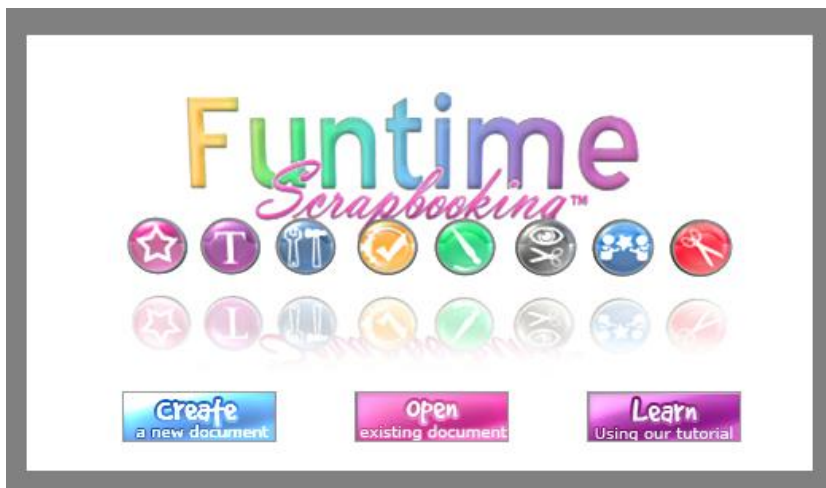 Funtime
Scrapbooking™
T
Create
a new document
Open
existing document
Learn
Using our tutorial